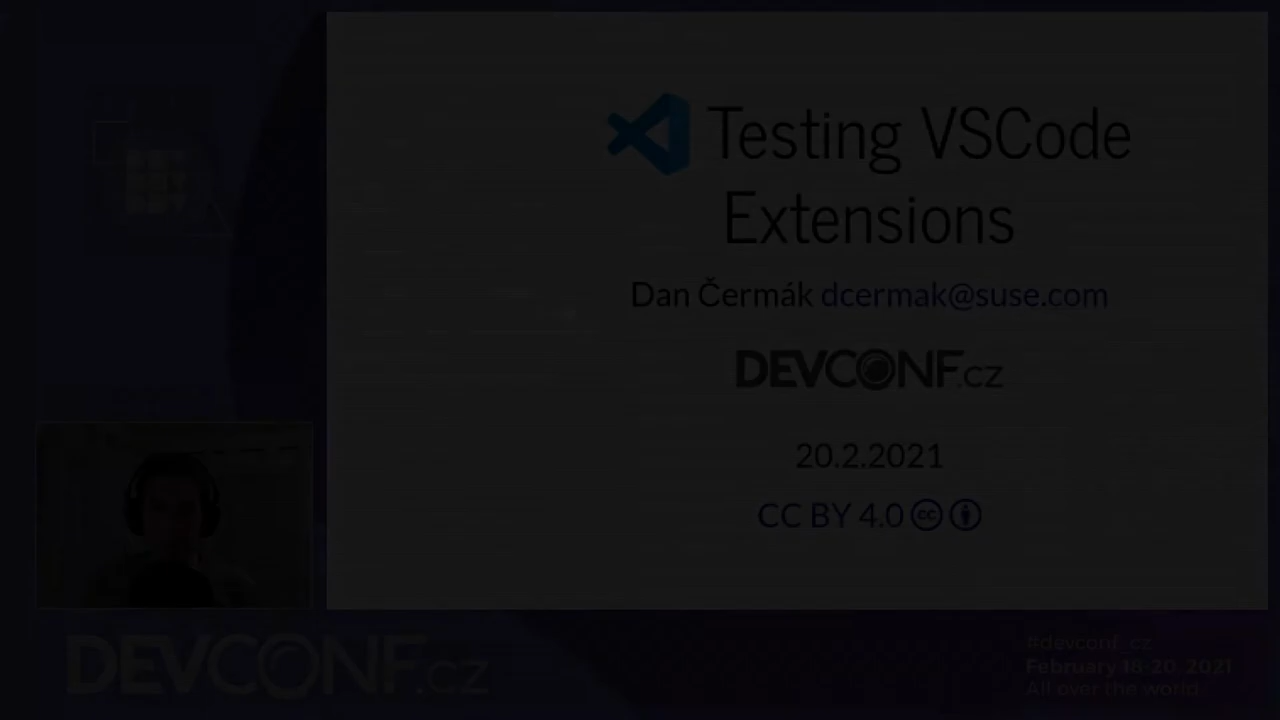 Testing VSCode
Extensions
Dan Čermák dcermak@suse.com
DEVCONF.cz
20.2.2021
CC BY 4.0
DEVCONF.cz
#devconf_cz
February 18-20, 2021
All over the world